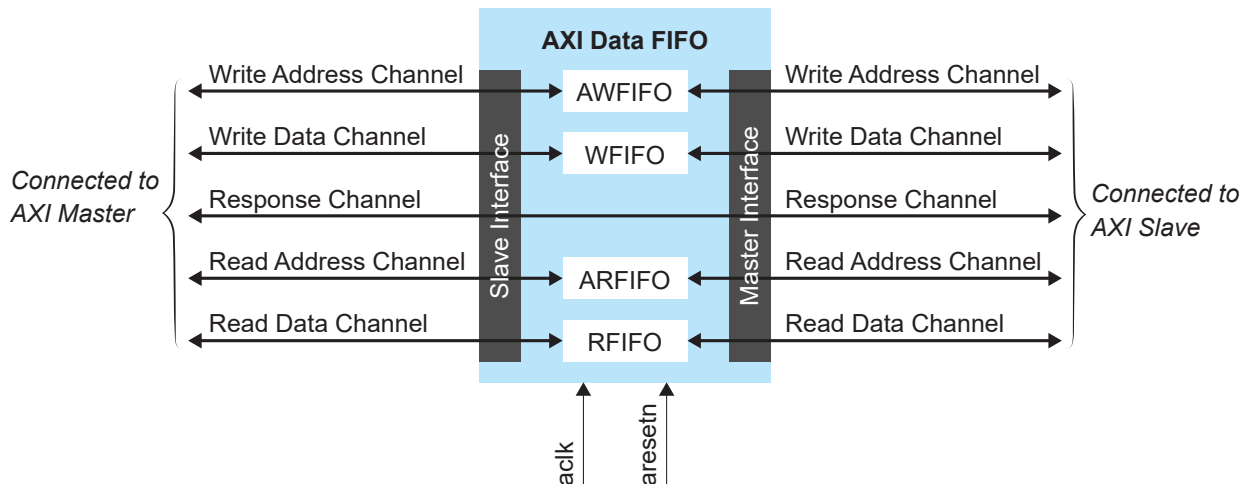 AXI Data FIFO
Write Address Channel
AWFIFO
Write Address Channel
Write Data Channel
WFIFO
Write Data Channel
Connected to
AXI Master
Response Channel
Slave Interface
Master Interface
Response Channel
Connected to
AXI Slave
Read Address Channel
ARFIFO
Read Address Channel
Read Data Channel
RFIFO
Read Data Channel
aclk
aresetn